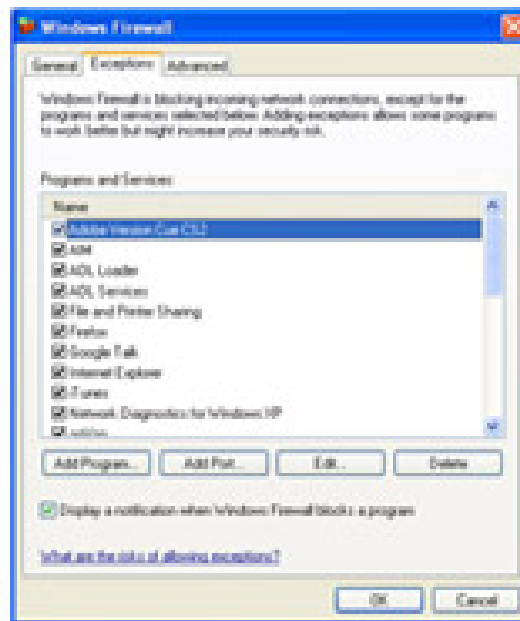 Windows Firewall
General Exceptions Advanced
Windows Firewall is blocking incoming network connections, except for the
programs and services selected below. Adding exceptions allows some programs
to work better but might increase your security risk.
Programs and Services:
Name
Adobe Version Cue CS2
AIM
AOL Loader
AOL Services
File and Printer Sharing
Firefox
Google Talk
Internet Explorer
iTunes
Network Diagnostics for Windows XP
Add Program... Add Port... Edit... Delete
Display a notification when Windows Firewall blocks a program
What are the risks of allowing exceptions?
OK Cancel